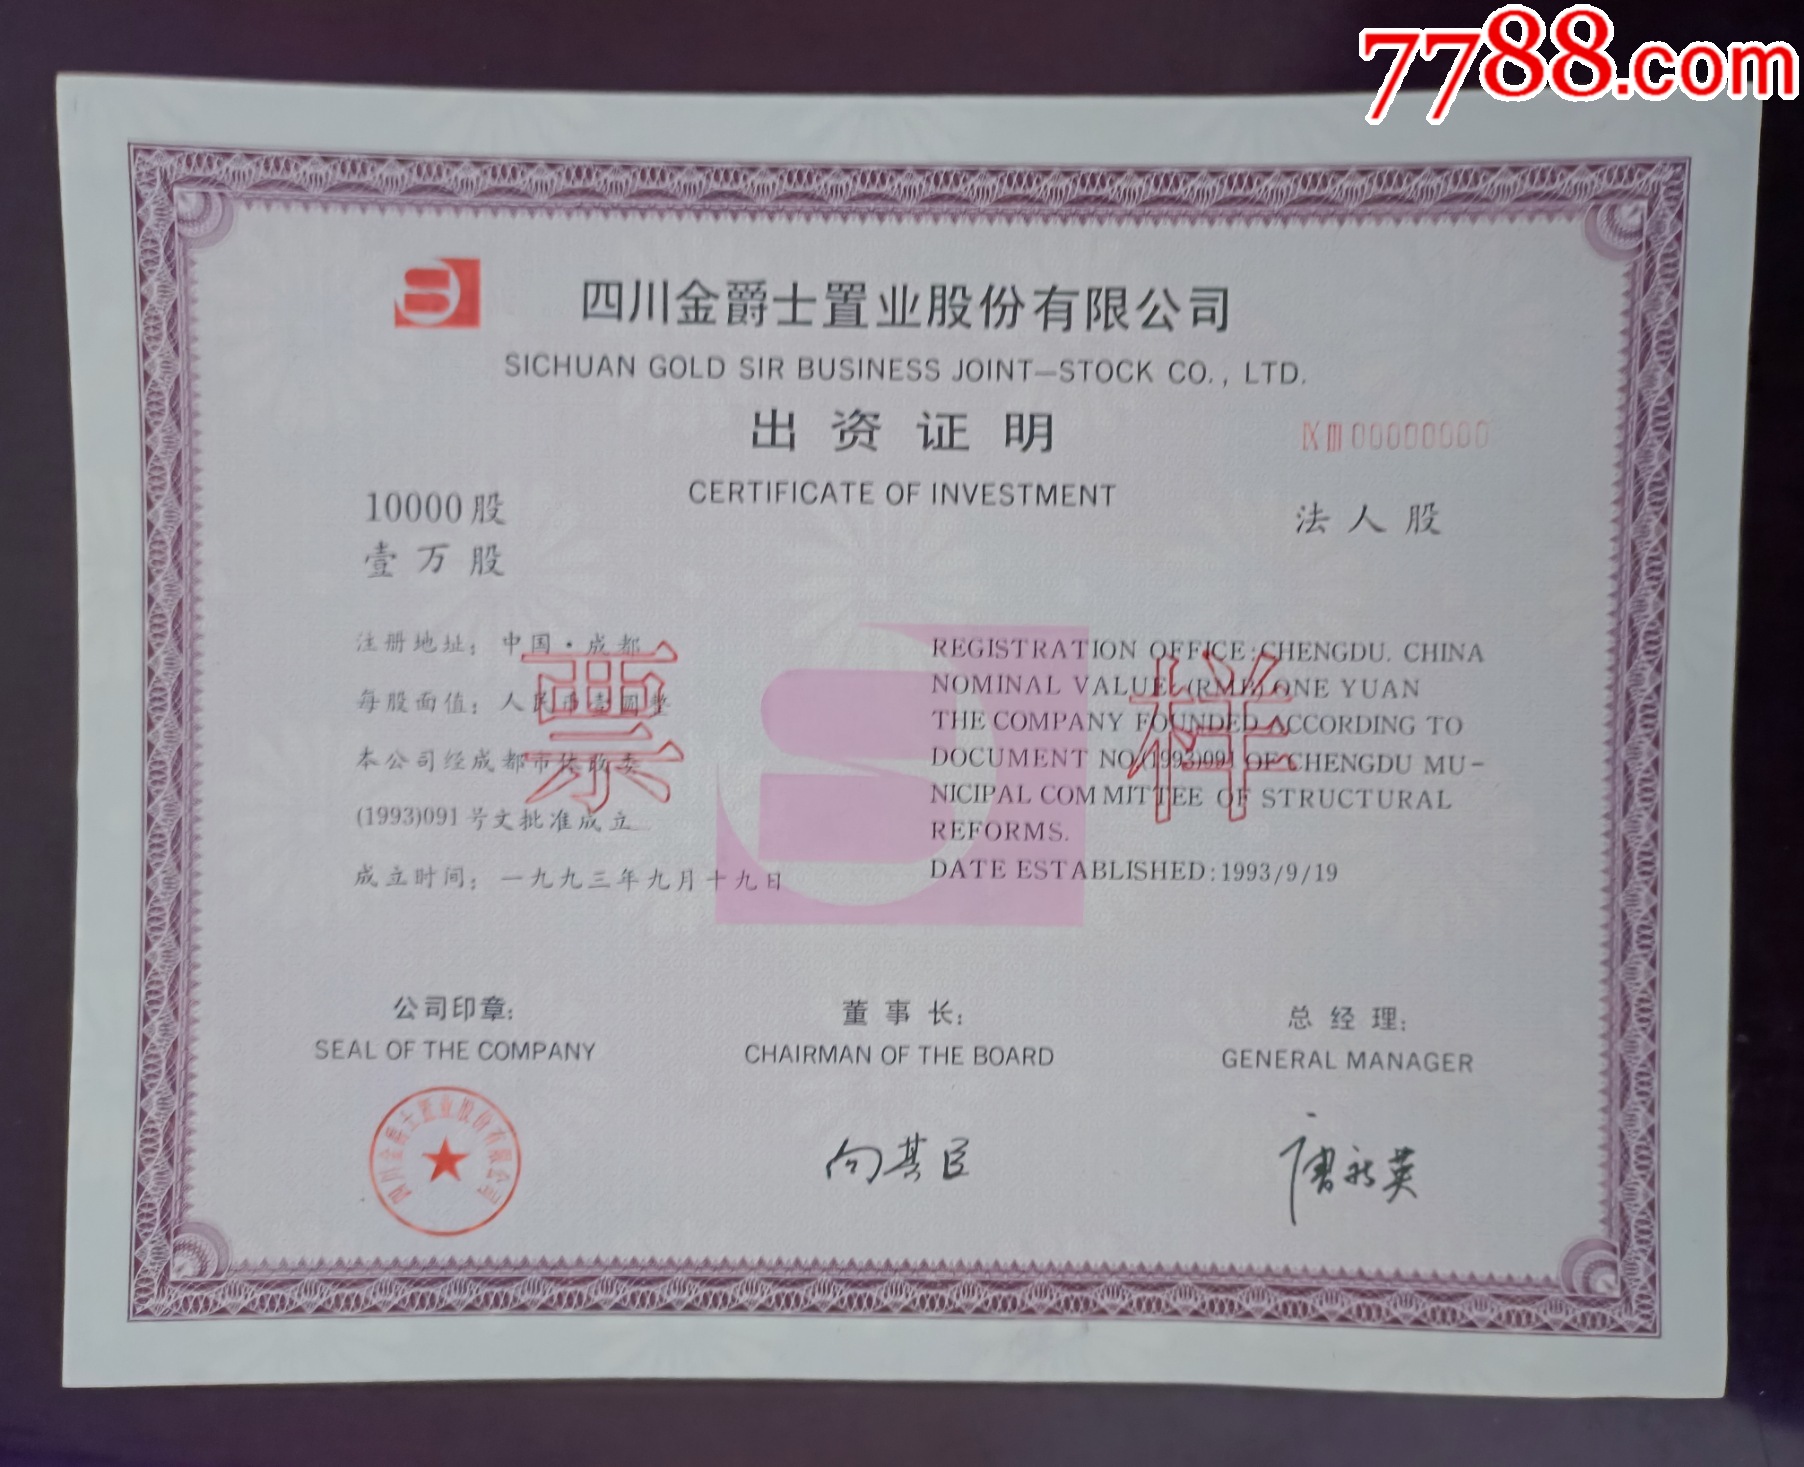 7788.com
四川金爵士置业股份有限公司
SICHUAN GOLD SIR BUSINESS JOINT—STOCK CO., LTD.
出资证明
CERTIFICATE OF INVESTMENT
00000000
10000股
壹万股
法人股
注册地址：中国·成都
每股面值：人民币壹圆整
本公司经成都市体改委
(1993)091号文批准成立
成立时间：一九九三年九月十九日
票样
REGISTRATION OFFICE:CHENGDU. CHINA
NOMINAL VALUE:(RMB)ONE YUAN
THE COMPANY FOUNDED ACCORDING TO
DOCUMENT NO(1993)091 OF CHENGDU MU-
NICIPAL COMMITTEE OF STRUCTURAL
REFORMS.
DATE ESTABLISHED:1993/9/19
公司印章：
SEAL OF THE COMPANY
董事长：
CHAIRMAN OF THE BOARD
总经理：
GENERAL MANAGER
四川金爵士置业股份有限公司
向其臣